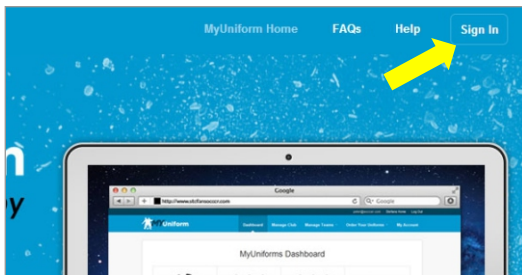 MyUniform Home FAQs Help Sign In
n
y
Google
http://www.stefanssoccer.com
Google
MYUniform
Dashboard Manage Club Manage Teams Order Your Uniforms My Account
MyUniforms Dashboard